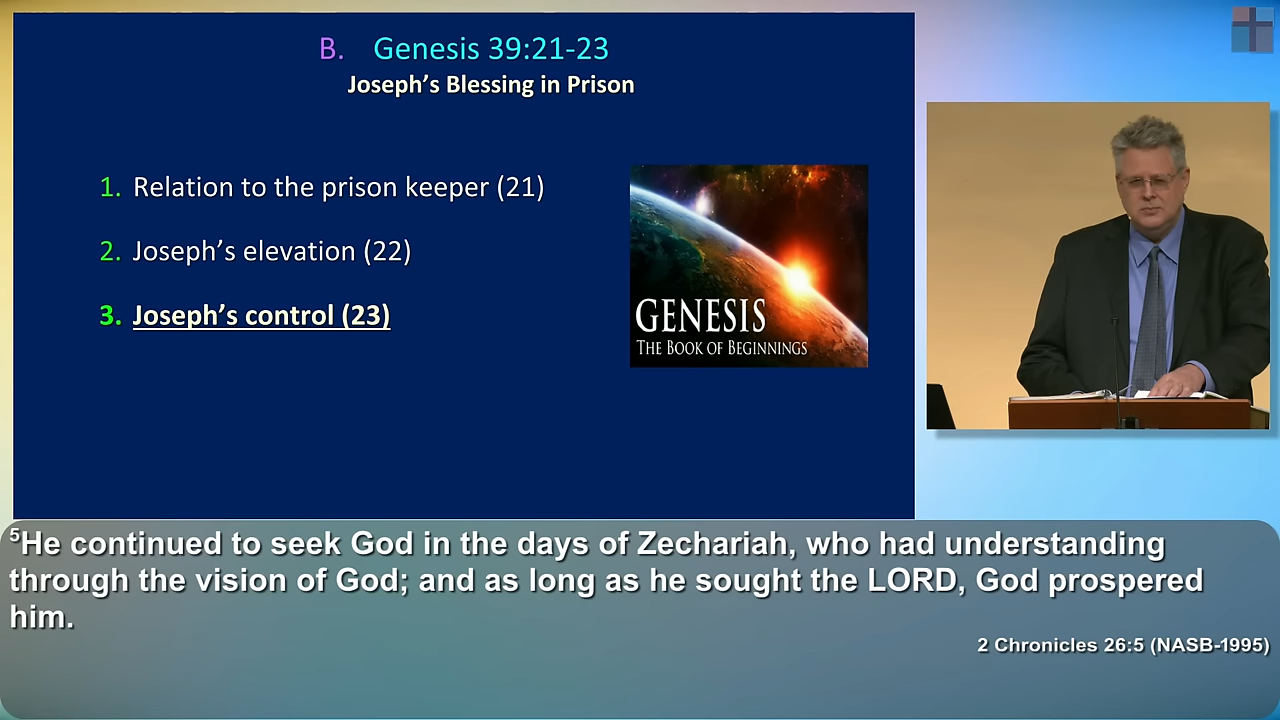 B. Genesis 39:21-23
Joseph’s Blessing in Prison
1. Relation to the prison keeper (21)
2. Joseph’s elevation (22)
3. Joseph’s control (23)
GENESIS
THE BOOK OF BEGINNINGS
5He continued to seek God in the days of Zechariah, who had understanding
through the vision of God; and as long as he sought the LORD, God prospered
him.
2 Chronicles 26:5 (NASB-1995)